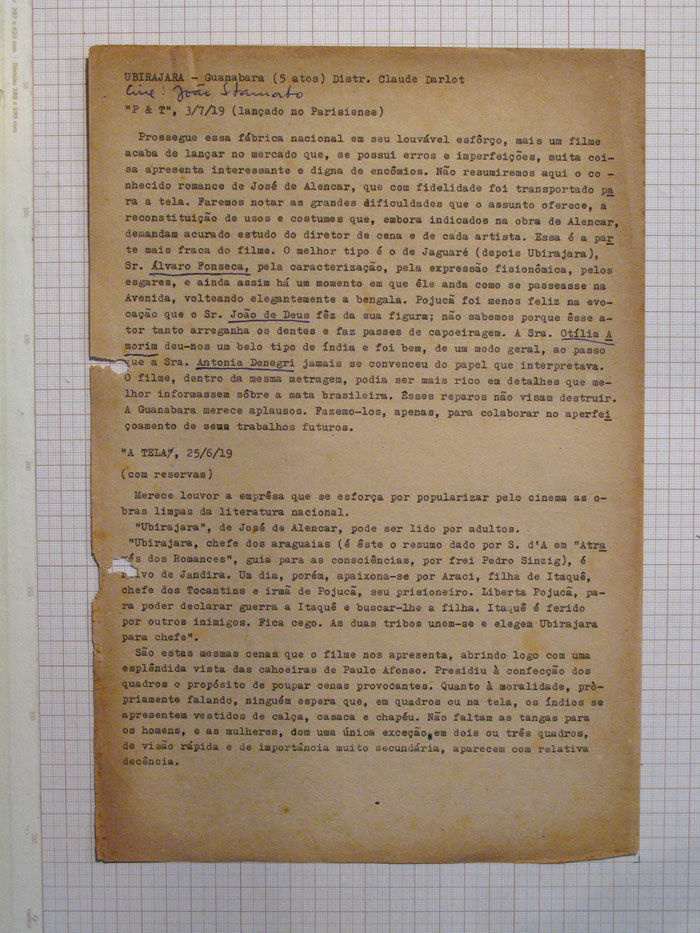 UBIRAJARA - Guanabara (5 atos) Distr. Claude Darlot
Cine: João Stamato
"P & T", 3/7/19 (lançado no Parisiense)
Prossegue essa fábrica nacional em seu louvável esfôrço, mais um filme
acaba de lançar no mercado que, se possui erros e imperfeições, muita coi-
sa apresenta interessante e digna de encômios. Não resumiremos aqui o co-
nhecido romance de José de Alencar, que com fidelidade foi transportado pa
ra a tela. Faremos notar as grandes dificuldades que o assunto oferece, a
reconstituição de usos e costumes que, embora indicados na obra de Alencar,
demandam acurado estudo do diretor de cena e de cada artista. Essa é a par
te mais fraca do filme. O melhor tipo é o de Jaguarê (depois Ubirajara),
Sr. Álvaro Fonseca, pela caracterização, pela expressão fisionômica, pelos
esgares, e ainda assim há um momento em que êle anda como se passeasse na
Avenida, volteando elegantemente a bengala. Pojucã foi menos feliz na evo-
cação que o Sr. João de Deus fêz da sua figura; não sabemos porque êsse a-
tor tanto arreganha os dentes e faz passes de capoeiragem. A Sra. Otília A
morim deu-nos um belo tipo de índia e foi bem, de um modo geral, ao passo
que a Sra. Antonia Denegri jamais se convenceu do papel que interpretava.
O filme, dentro da mesma metragem, podia ser mais rico em detalhes que me-
lhor informassem sôbre a mata brasileira. Êsses reparos não visam destruir.
A Guanabara merece aplausos. Fazemo-los, apenas, para colaborar no aperfei
çoamento de seus trabalhos futuros.
"A TELA", 25/6/19
(com reservas)
Merece louvor a emprêsa que se esforça por popularizar pelo cinema as o-
bras limpas da literatura nacional.
"Ubirajara", de José de Alencar, pode ser lido por adultos.
"Ubirajara, chefe dos araguaias (é êste o resumo dado por S. d'A em "Atra
vés dos Romances", guia para as consciências, por frei Pedro Sinzig), é
noivo de Jandira. Um dia, porém, apaixona-se por Araci, filha de Itaquê,
chefe dos Tocantins e irmã de Pojucã, seu prisioneiro. Liberta Pojucã, pa-
ra poder declarar guerra a Itaquê e buscar-lhe a filha. Itaquê é ferido
por outros inimigos. Fica cego. As duas tribos unem-se e elegem Ubirajara
para chefe".
São estas mesmas cenas que o filme nos apresenta, abrindo logo com uma
esplêndida vista das cahoeiras de Paulo Afonso. Presidiu à confecção dos
quadros o propósito de poupar cenas provocantes. Quanto à moralidade, prò-
priamente falando, ninguém espera que, em quadros ou na tela, os índios se
apresentem vestidos de calça, casaca e chapéu. Não faltam as tangas para
os homens, e as mulheres, dom uma única exceção, em dois ou três quadros,
de visão rápida e de importância muito secundária, aparecem com relativa
decência.